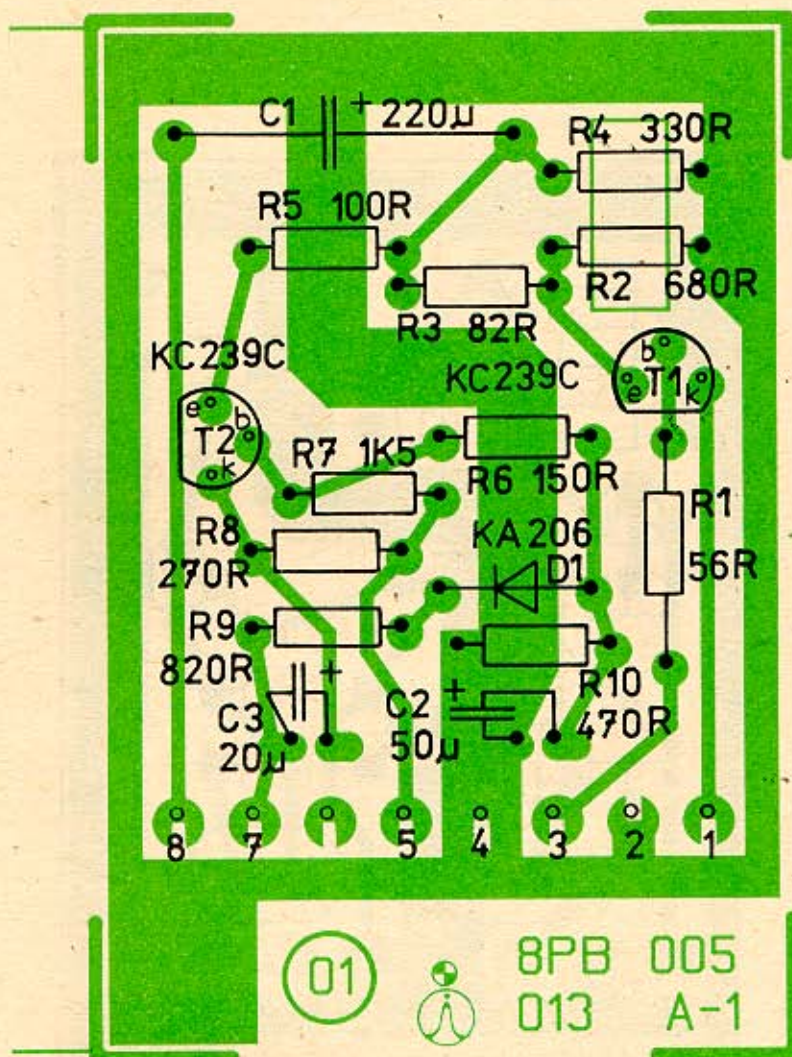 C1 + 220µ
R4 330R
R5 100R
R2 680R
R3 82R
KC239C
KC239C
b
e T1 k
e b
T2
k
R7 1K5
R6 150R
R8
270R
KA206
D1
R1
56R
R9
820R
R10
470R
C3 +
20µ
C2 +
50µ
8 7 5 4 3 2 1
01
8PB 005
013 A-1